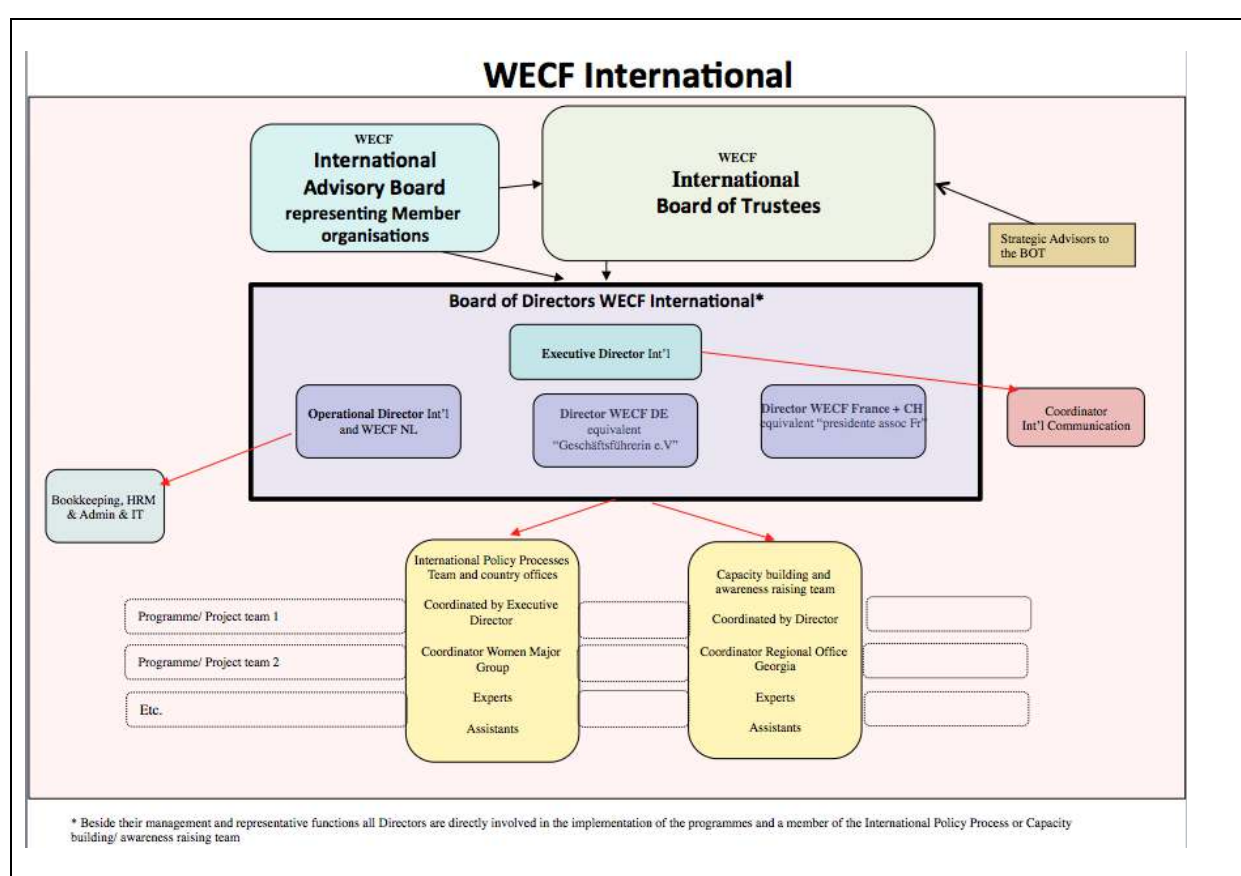 WECF International
WECF
International
Advisory Board
representing Member
organisations
WECF
International
Board of Trustees
Strategic Advisors to
the BOT
Board of Directors WECF International*
Executive Director Int'l
Operational Director Int'l
and WECF NL
Director WECF DE
equivalent
“Geschäftsführerin e.V”
Director WECF France + CH
equivalent “presidente assoc Fr”
Coordinator
Int'l Communication
Bookkeeping, HRM
& Admin & IT
International Policy Processes
Team and country offices
Coordinated by Executive
Director
Coordinator Women Major
Group
Experts
Assistants
Capacity building and
awareness raising team
Coordinated by Director
Coordinator Regional Office
Georgia
Experts
Assistants
Programme/ Project team 1
Programme/ Project team 2
Etc.
* Beside their management and representative functions all Directors are directly involved in the implementation of the programmes and a member of the International Policy Process or Capacity
building/ awareness raising team